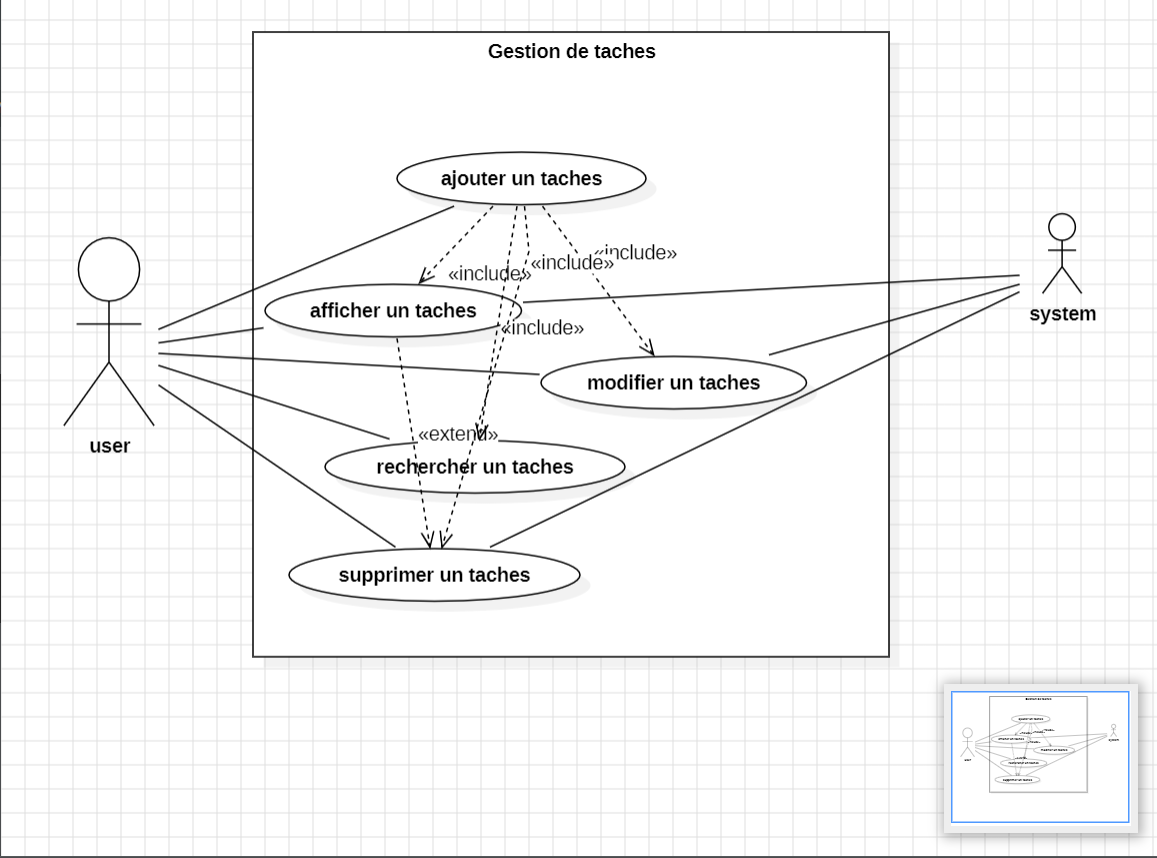 Gestion de taches
ajouter un taches
«include»
«include»
«include»
afficher un taches
system
«include»
modifier un taches
«extend»
user
rechercher un taches
supprimer un taches